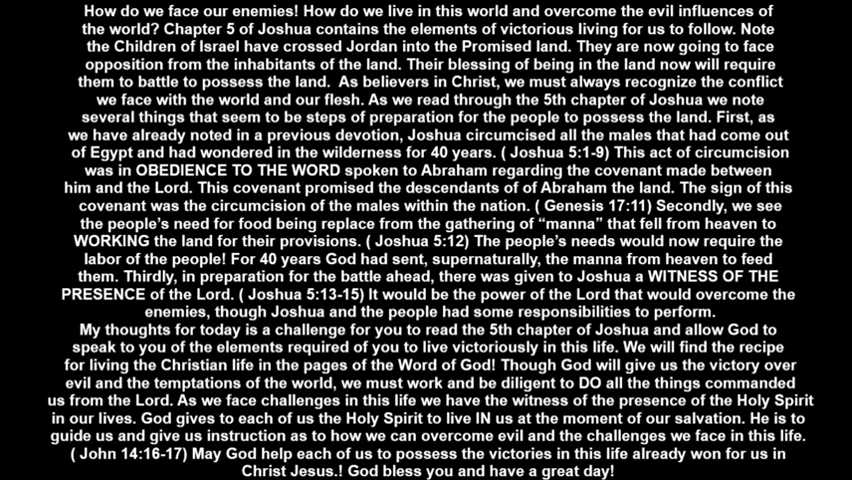 How do we face our enemies! How do we live in this world and overcome the evil influences of
the world? Chapter 5 of Joshua contains the elements of victorious living for us to follow. Note
the Children of Israel have crossed Jordan into the Promised land. They are now going to face
opposition from the inhabitants of the land. Their blessing of being in the land now will require
them to battle to possess the land. As believers in Christ, we must always recognize the conflict
we face with the world and our flesh. As we read through the 5th chapter of Joshua we note
several things that seem to be steps of preparation for the people to possess the land. First, as
we have already noted in a previous devotion, Joshua circumcised all the males that had come out
of Egypt and had wondered in the wilderness for 40 years. ( Joshua 5:1-9) This act of circumcision
was in OBEDIENCE TO THE WORD spoken to Abraham regarding the covenant made between
him and the Lord. This covenant promised the descendants of of Abraham the land. The sign of this
covenant was the circumcision of the males within the nation. ( Genesis 17:11) Secondly, we see
the people's need for food being replace from the gathering of “manna” that fell from heaven to
WORKING the land for their provisions. ( Joshua 5:12) The people's needs would now require the
labor of the people! For 40 years God had sent, supernaturally, the manna from heaven to feed
them. Thirdly, in preparation for the battle ahead, there was given to Joshua a WITNESS OF THE
PRESENCE of the Lord. ( Joshua 5:13-15) It would be the power of the Lord that would overcome the
enemies, though Joshua and the people had some responsibilities to perform.
My thoughts for today is a challenge for you to read the 5th chapter of Joshua and allow God to
speak to you of the elements required of you to live victoriously in this life. We will find the recipe
for living the Christian life in the pages of the Word of God! Though God will give us the victory over
evil and the temptations of the world, we must work and be diligent to DO all the things commanded
us from the Lord. As we face challenges in this life we have the witness of the presence of the Holy Spirit
in our lives. God gives to each of us the Holy Spirit to live IN us at the moment of our salvation. He is to
guide us and give us instruction as to how we can overcome evil and the challenges we face in this life.
( John 14:16-17) May God help each of us to possess the victories in this life already won for us in
Christ Jesus.! God bless you and have a great day!